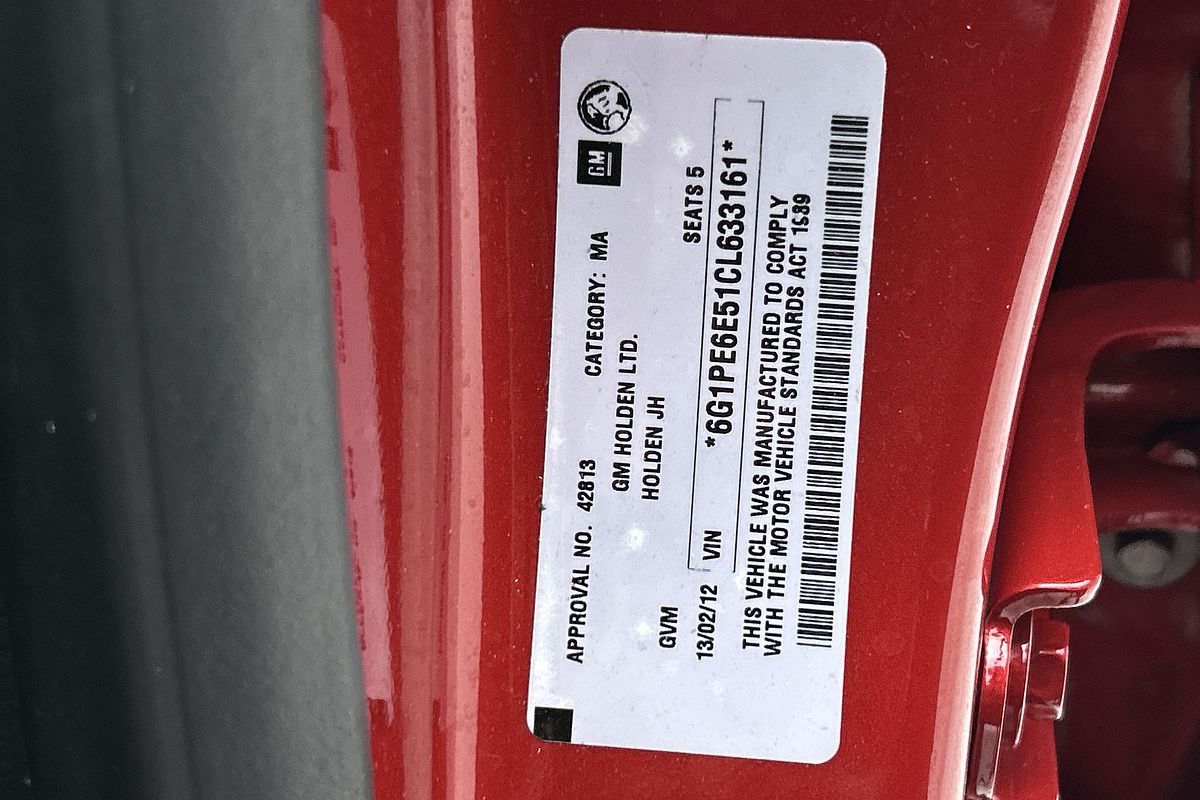 GM
APPROVAL NO. 42813 CATEGORY: MA
GM HOLDEN LTD.
HOLDEN JH
GVM SEATS 5
13/02/12 VIN *6G1PE6E51CL633161*
THIS VEHICLE WAS MANUFACTURED TO COMPLY
WITH THE MOTOR VEHICLE STANDARDS ACT 1989